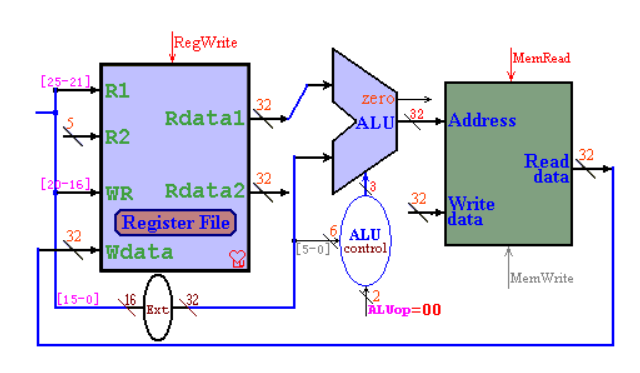 RegWrite
MemRead
[25-21]
R1
zero
32
Rdata1
ALU
32
Address
5
R2
Read
data
32
[20-16]
WR
Rdata2
32
3
32
Write
data
Register File
ALU
control
6
[5-0]
32
Wdata
MemWrite
[15-0]
16
Ext
32
2
ALUop=00